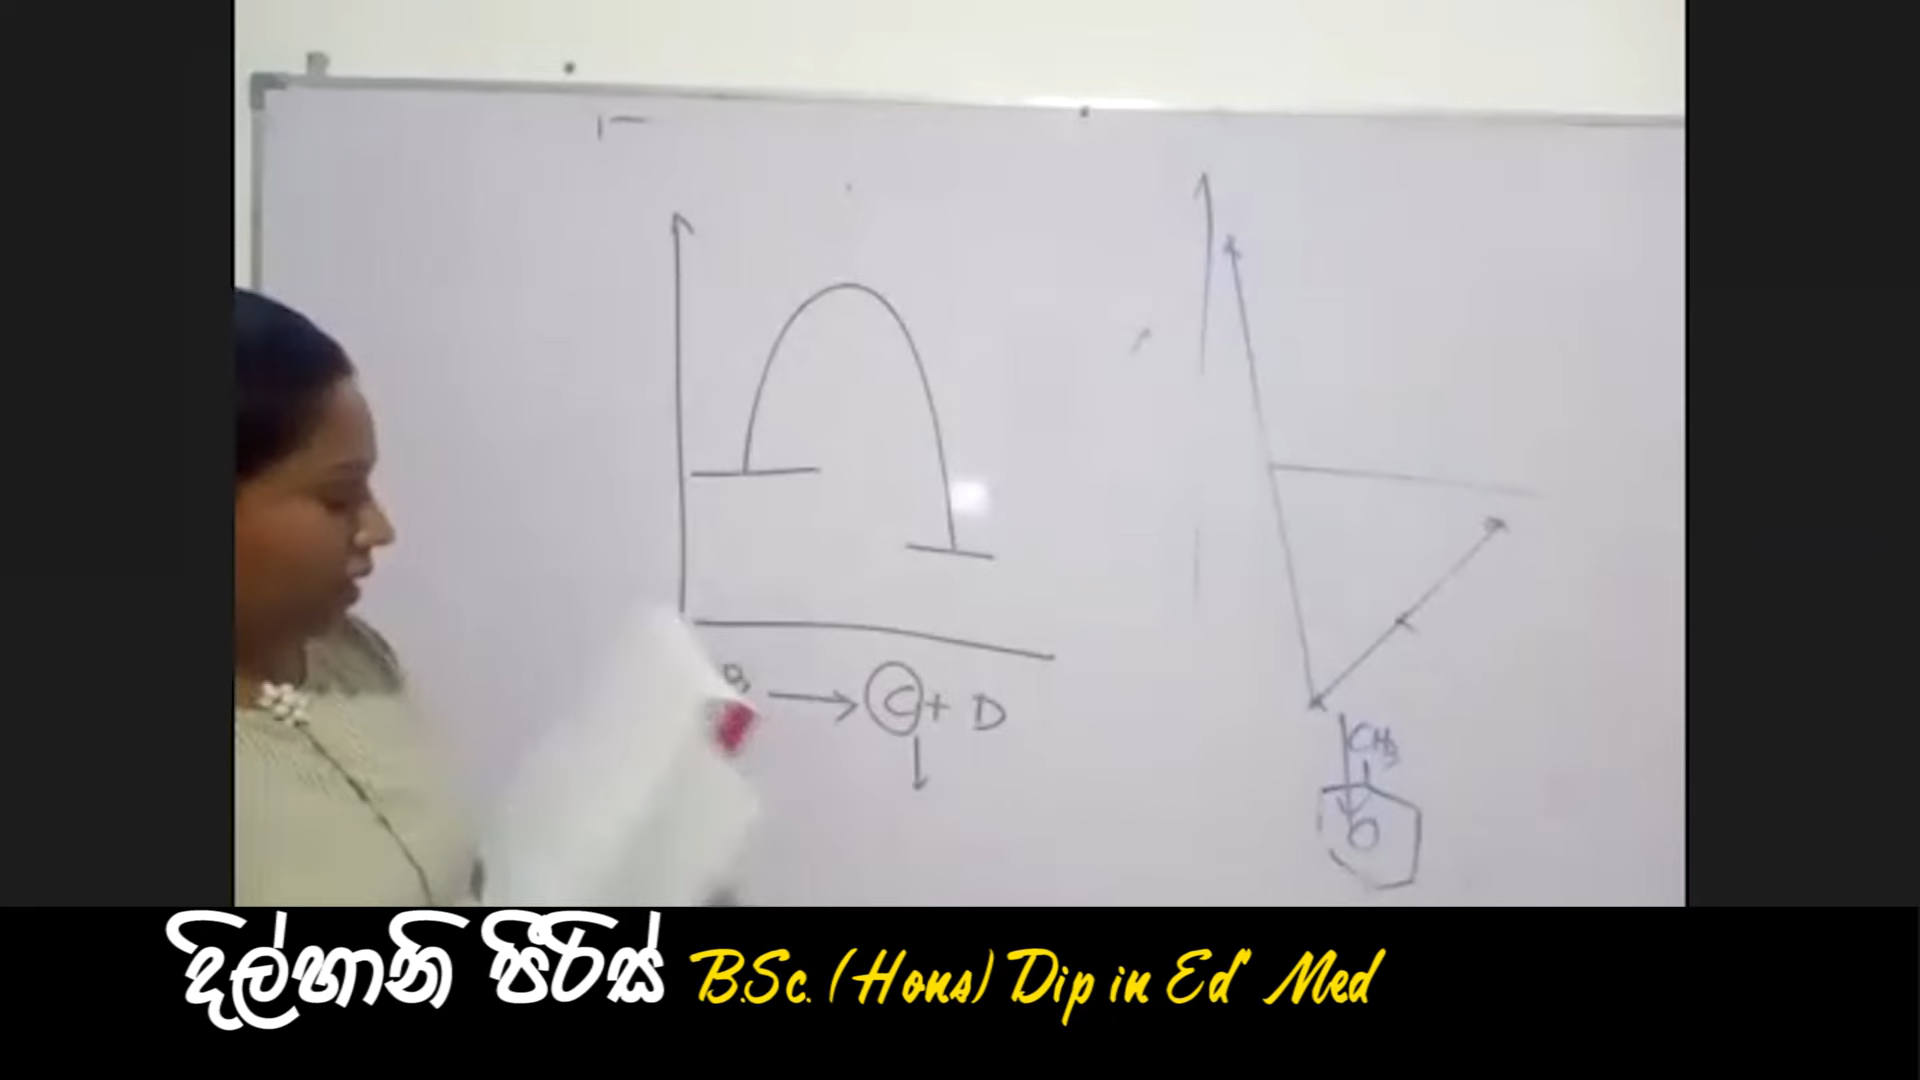 → C + D
CH3
දිල්හානි පීරිස් B.Sc. (Hons) Dip in Ed Med